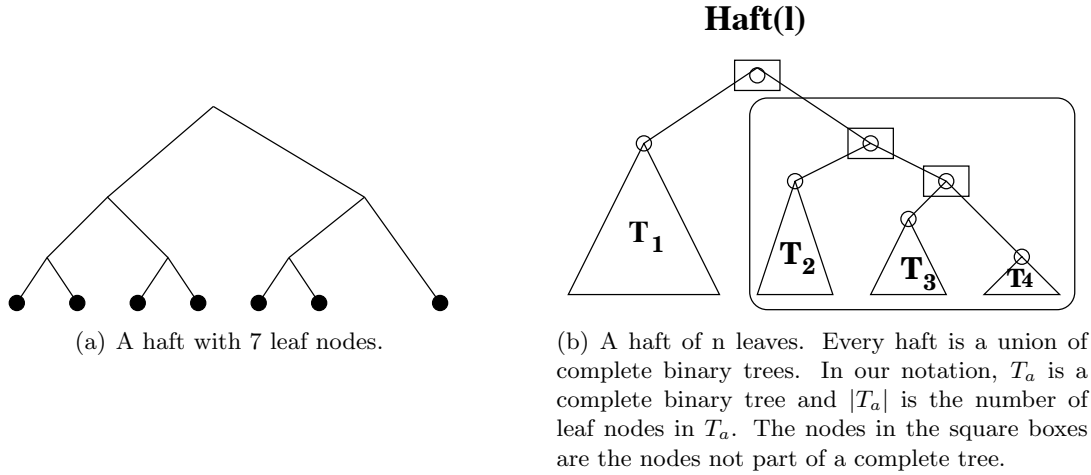 Haft(l)
T1
T2
T3
T4
(a) A haft with 7 leaf nodes.
(b) A haft of n leaves. Every haft is a union of
complete binary trees. In our notation, Ta is a
complete binary tree and |Ta| is the number of
leaf nodes in Ta. The nodes in the square boxes
are the nodes not part of a complete tree.